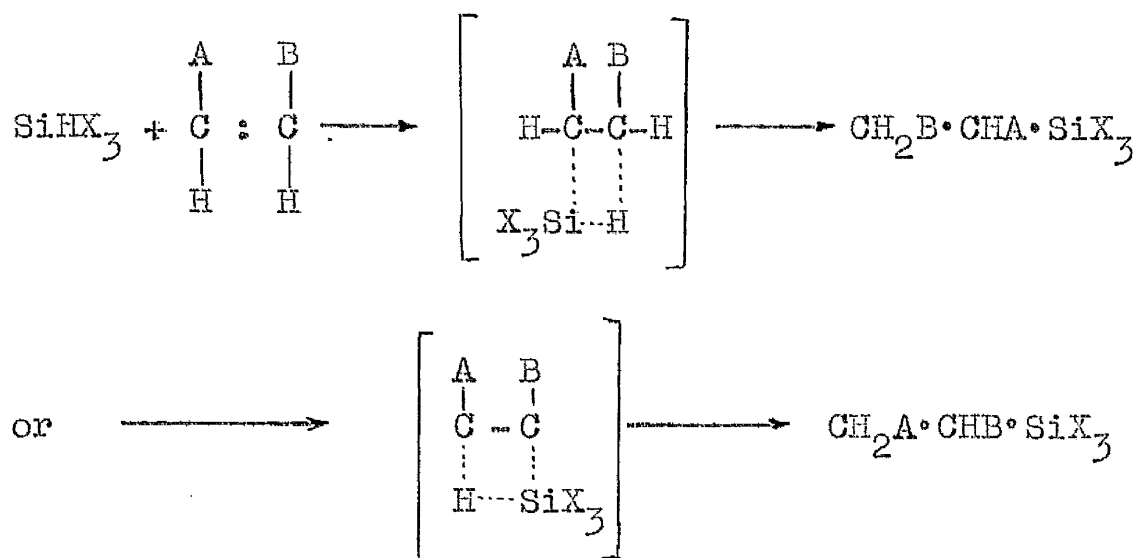 A B A B
SiHX₃ + C : C ⟶ H-C-C-H ⟶ CH₂B·CHA·SiX₃
H H X₃Si H
A B
or ⟶ C - C ⟶ CH₂A·CHB·SiX₃
H SiX₃